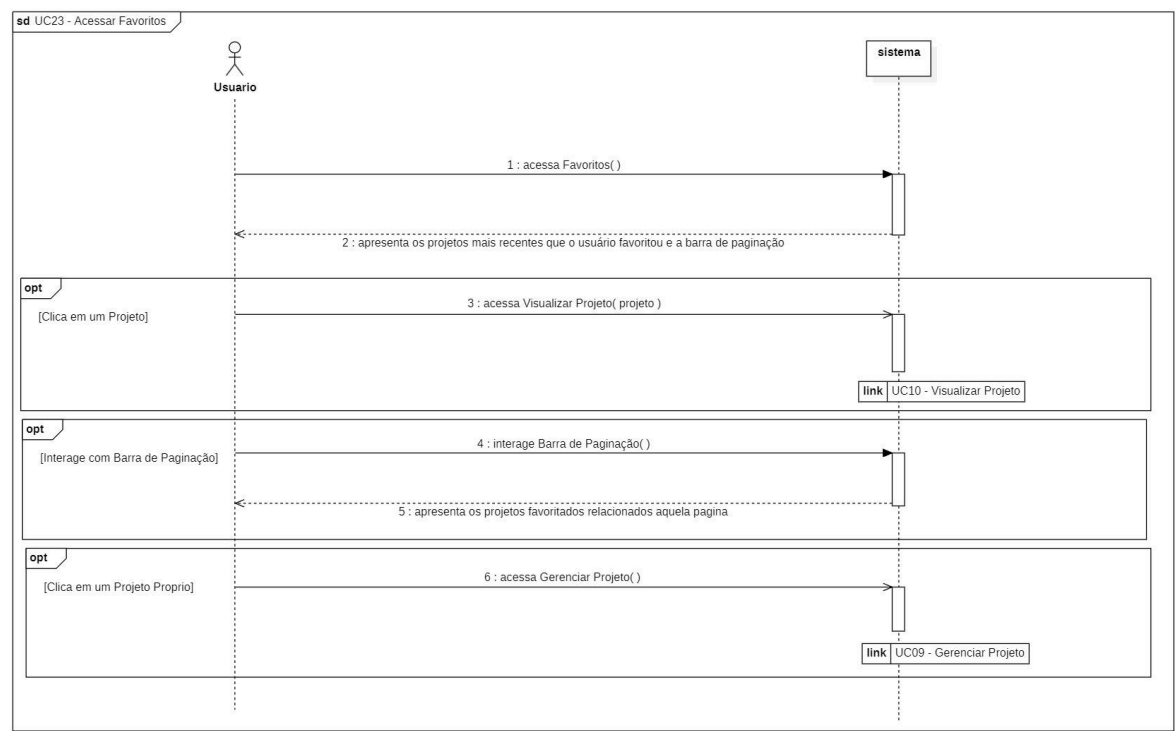 sd UC23 - Acessar Favoritos
sistema
Usuario
1 : acessa Favoritos( )
2 : apresenta os projetos mais recentes que o usuário favoritou e a barra de paginação
opt
3 : acessa Visualizar Projeto( projeto )
[Clica em um Projeto]
link UC10 - Visualizar Projeto
opt
4 : interage Barra de Paginação( )
[Interage com Barra de Paginação]
5 : apresenta os projetos favoritados relacionados aquela pagina
opt
6 : acessa Gerenciar Projeto( )
[Clica em um Projeto Proprio]
link UC09 - Gerenciar Projeto